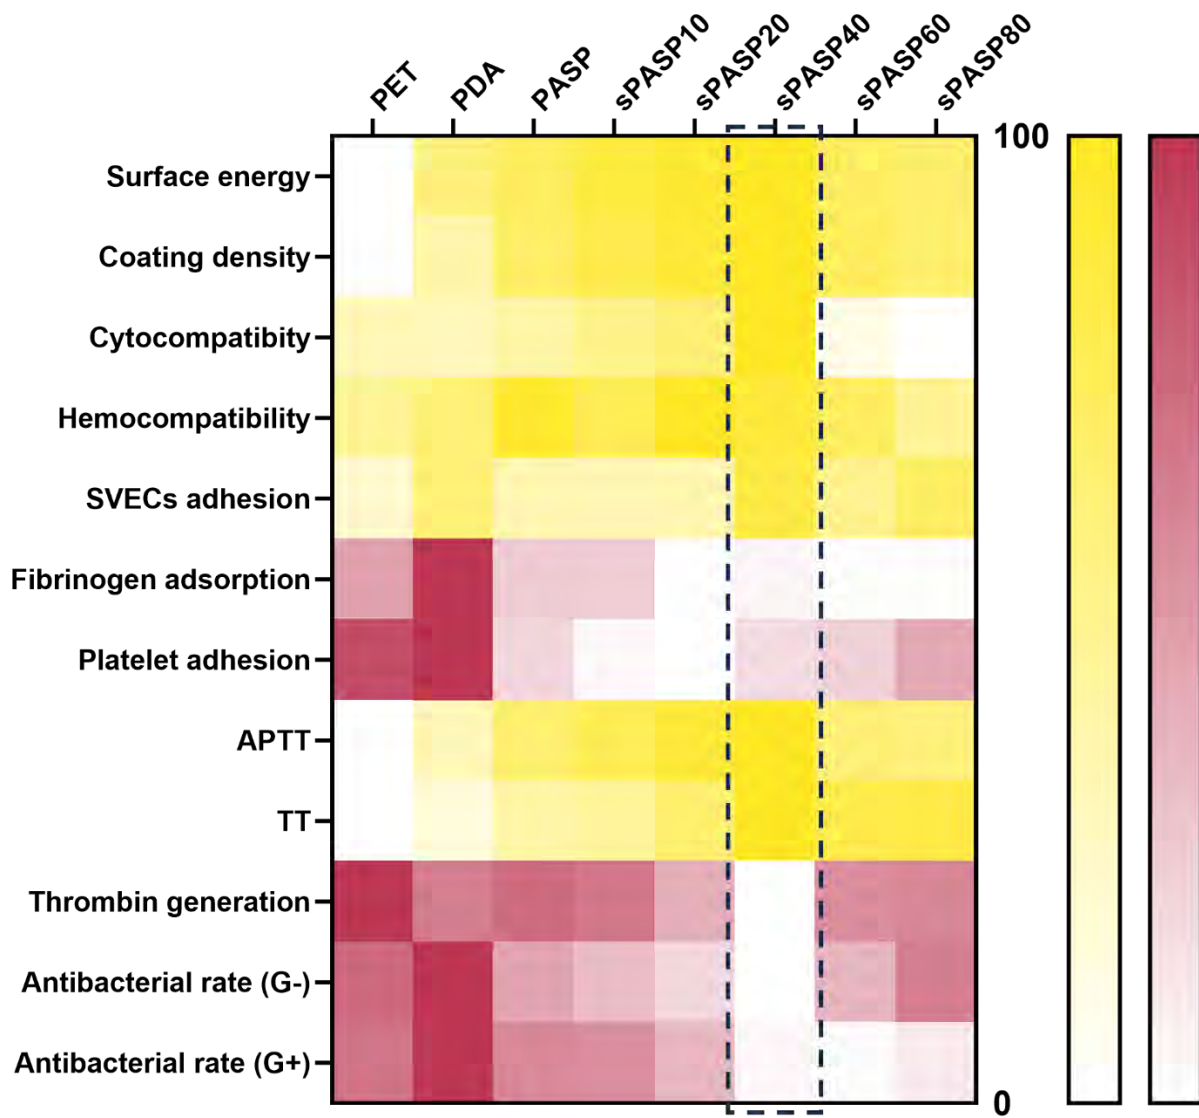 PET PDA PASP sPASP10 sPASP20 sPASP40 sPASP60 sPASP80
100
Surface energy
Coating density
Cytocompatibity
Hemocompatibility
SVECs adhesion
Fibrinogen adsorption
Platelet adhesion
APTT
TT
Thrombin generation
Antibacterial rate (G-)
Antibacterial rate (G+)
0